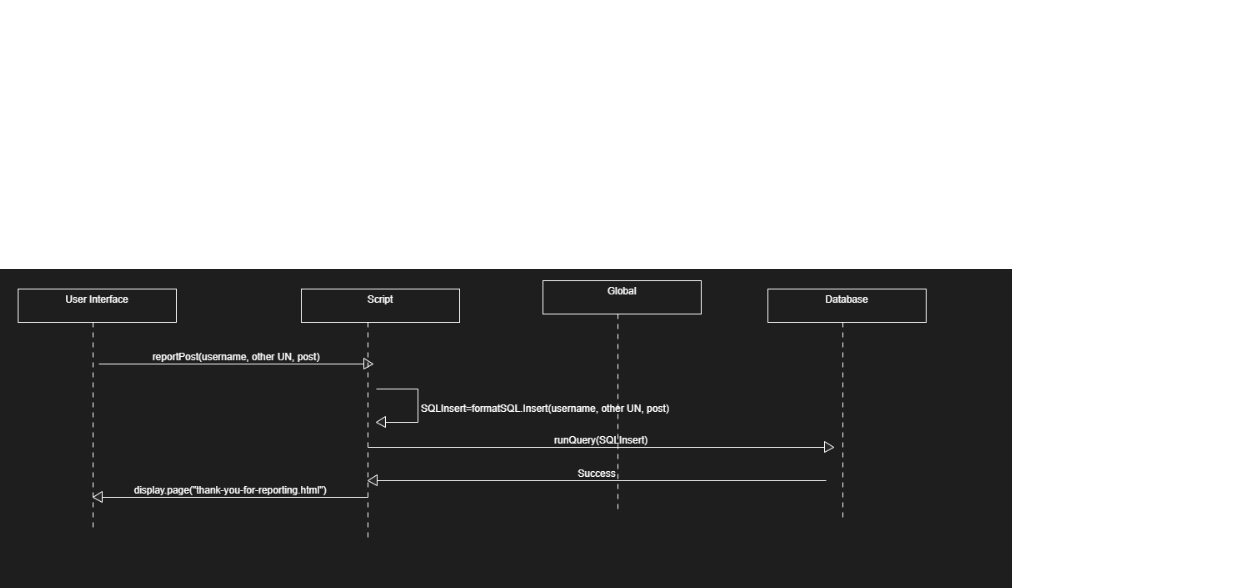 User Interface
Script
Global
Database
reportPost(username, other UN, post)
SQLInsert=formatSQL.Insert(username, other UN, post)
runQuery(SQLInsert)
Success
display.page("thank-you-for-reporting.html")